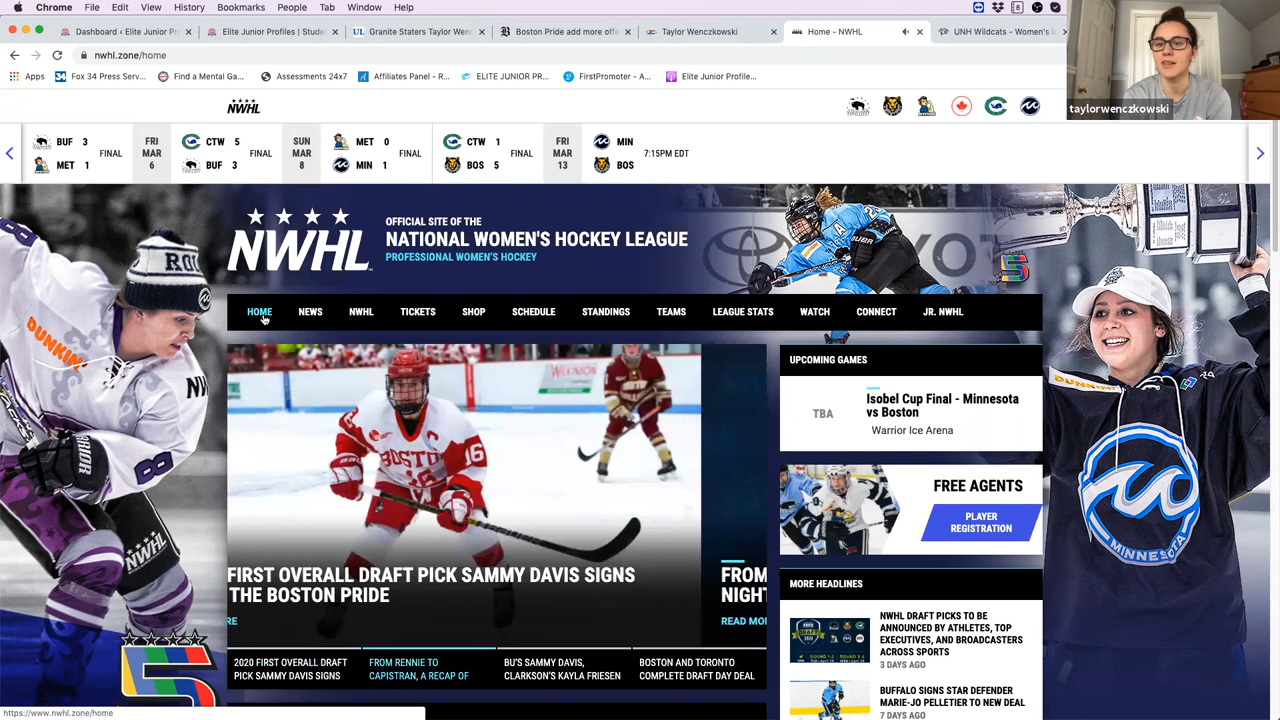 Chrome File Edit View History Bookmarks People Tab Window Help
Dashboard ‹ Elite Junior Pr
Elite Junior Profiles | Stude
Granite Staters Taylor Wen
Boston Pride add more off
Taylor Wenczkowski
Home - NWHL
UNH Wildcats - Women's I
nwhl.zone/home
Apps
Fox 34 Press Serv...
Find a Mental Ga...
Assessments 24x7
Affiliates Panel - R...
ELITE JUNIOR PR...
FirstPromoter - A...
Elite Junior Profile...
taylorwenczkowski
NWHL
BUF 3
MET 1
FINAL
FRI MAR 6
CTW 5
BUF 3
FINAL
SUN MAR 8
MET 0
MIN 1
FINAL
CTW 1
BOS 5
FINAL
FRI MAR 13
MIN
BOS
7:15PM EDT
NWHL
OFFICIAL SITE OF THE
NATIONAL WOMEN'S HOCKEY LEAGUE
PROFESSIONAL WOMEN'S HOCKEY
HOME NEWS NWHL TICKETS SHOP SCHEDULE STANDINGS TEAMS LEAGUE STATS WATCH CONNECT JR. NWHL
DUNKIN'
BOSTO
16
FIRST OVERALL DRAFT PICK SAMMY DAVIS SIGNS
THE BOSTON PRIDE
RE
FROM
NIGHT
READ MO
2020 FIRST OVERALL DRAFT
PICK SAMMY DAVIS SIGNS
FROM RENNIE TO
CAPISTRAN, A RECAP OF
BU'S SAMMY DAVIS,
CLARKSON'S KAYLA FRIESEN
BOSTON AND TORONTO
COMPLETE DRAFT DAY DEAL
UPCOMING GAMES
TBA
Isobel Cup Final - Minnesota
vs Boston
Warrior Ice Arena
FREE AGENTS
PLAYER
REGISTRATION
MORE HEADLINES
NWHL DRAFT PICKS TO BE
ANNOUNCED BY ATHLETES, TOP
EXECUTIVES, AND BROADCASTERS
ACROSS SPORTS
3 DAYS AGO
BUFFALO SIGNS STAR DEFENDER
MARIE-JO PELLETIER TO NEW DEAL
7 DAYS AGO
MINNESOTA
NWHL
8
5
https://www.nwhl.zone/home